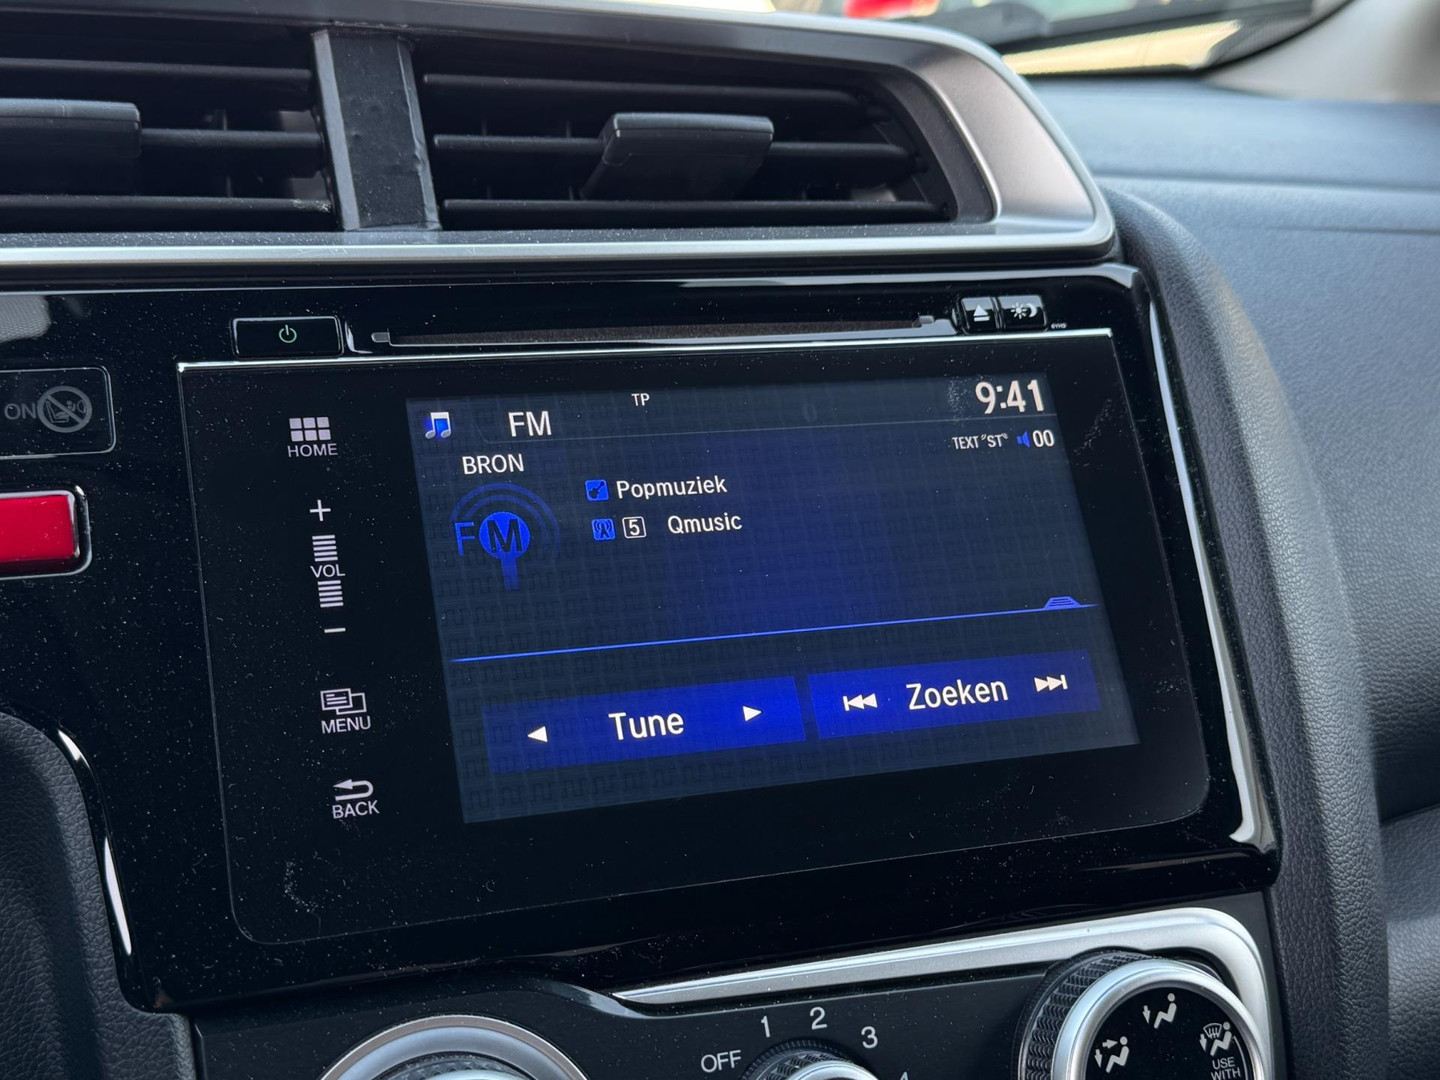 ON
HOME
+
VOL
−
MENU
BACK
FM
TP
9:41
TEXT "ST" 00
BRON
FM
Popmuziek
5 Qmusic
Tune
Zoeken
OFF 1 2 3 4
USE
WITH